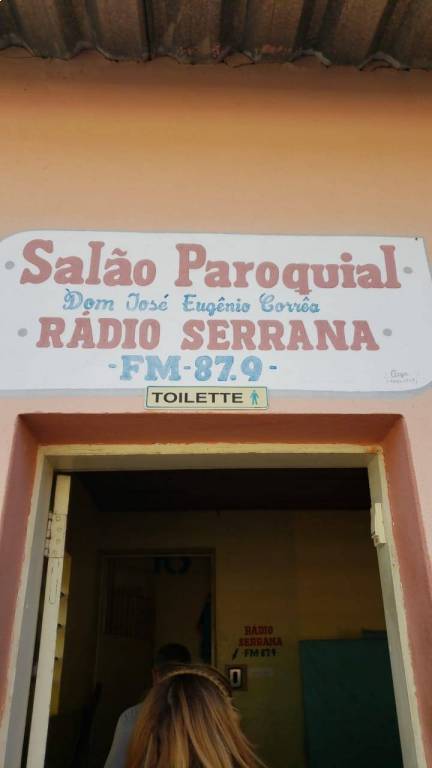 Salão Paroquial
Dom José Eugênio Corrêa
RÁDIO SERRANA
-FM-87.9-
TOILETTE
RÁDIO
SERRANA
FM 87.9